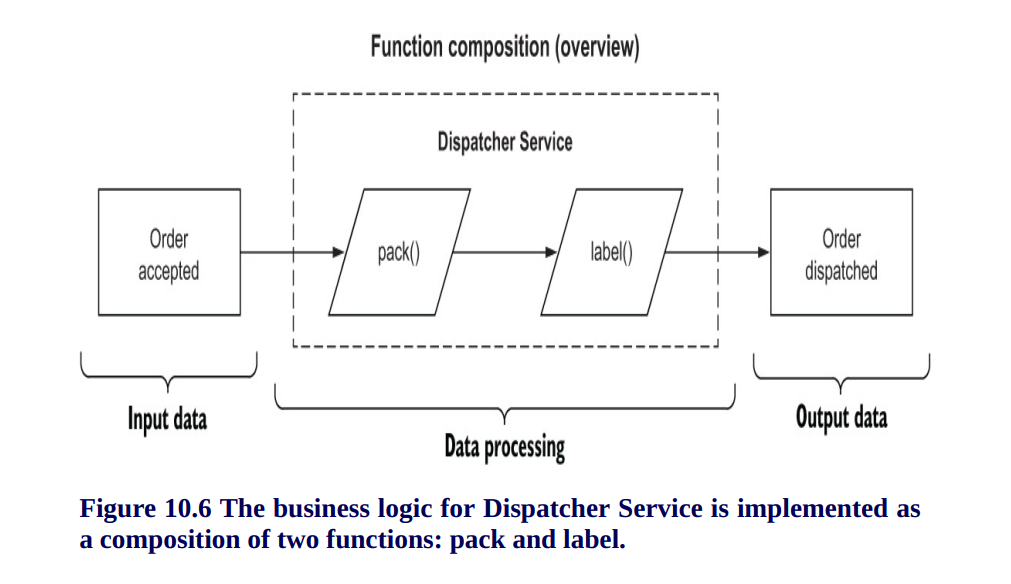 Function composition (overview)
Dispatcher Service
Order
accepted
pack()
label()
Order
dispatched
Input data
Data processing
Output data
Figure 10.6 The business logic for Dispatcher Service is implemented as
a composition of two functions: pack and label.